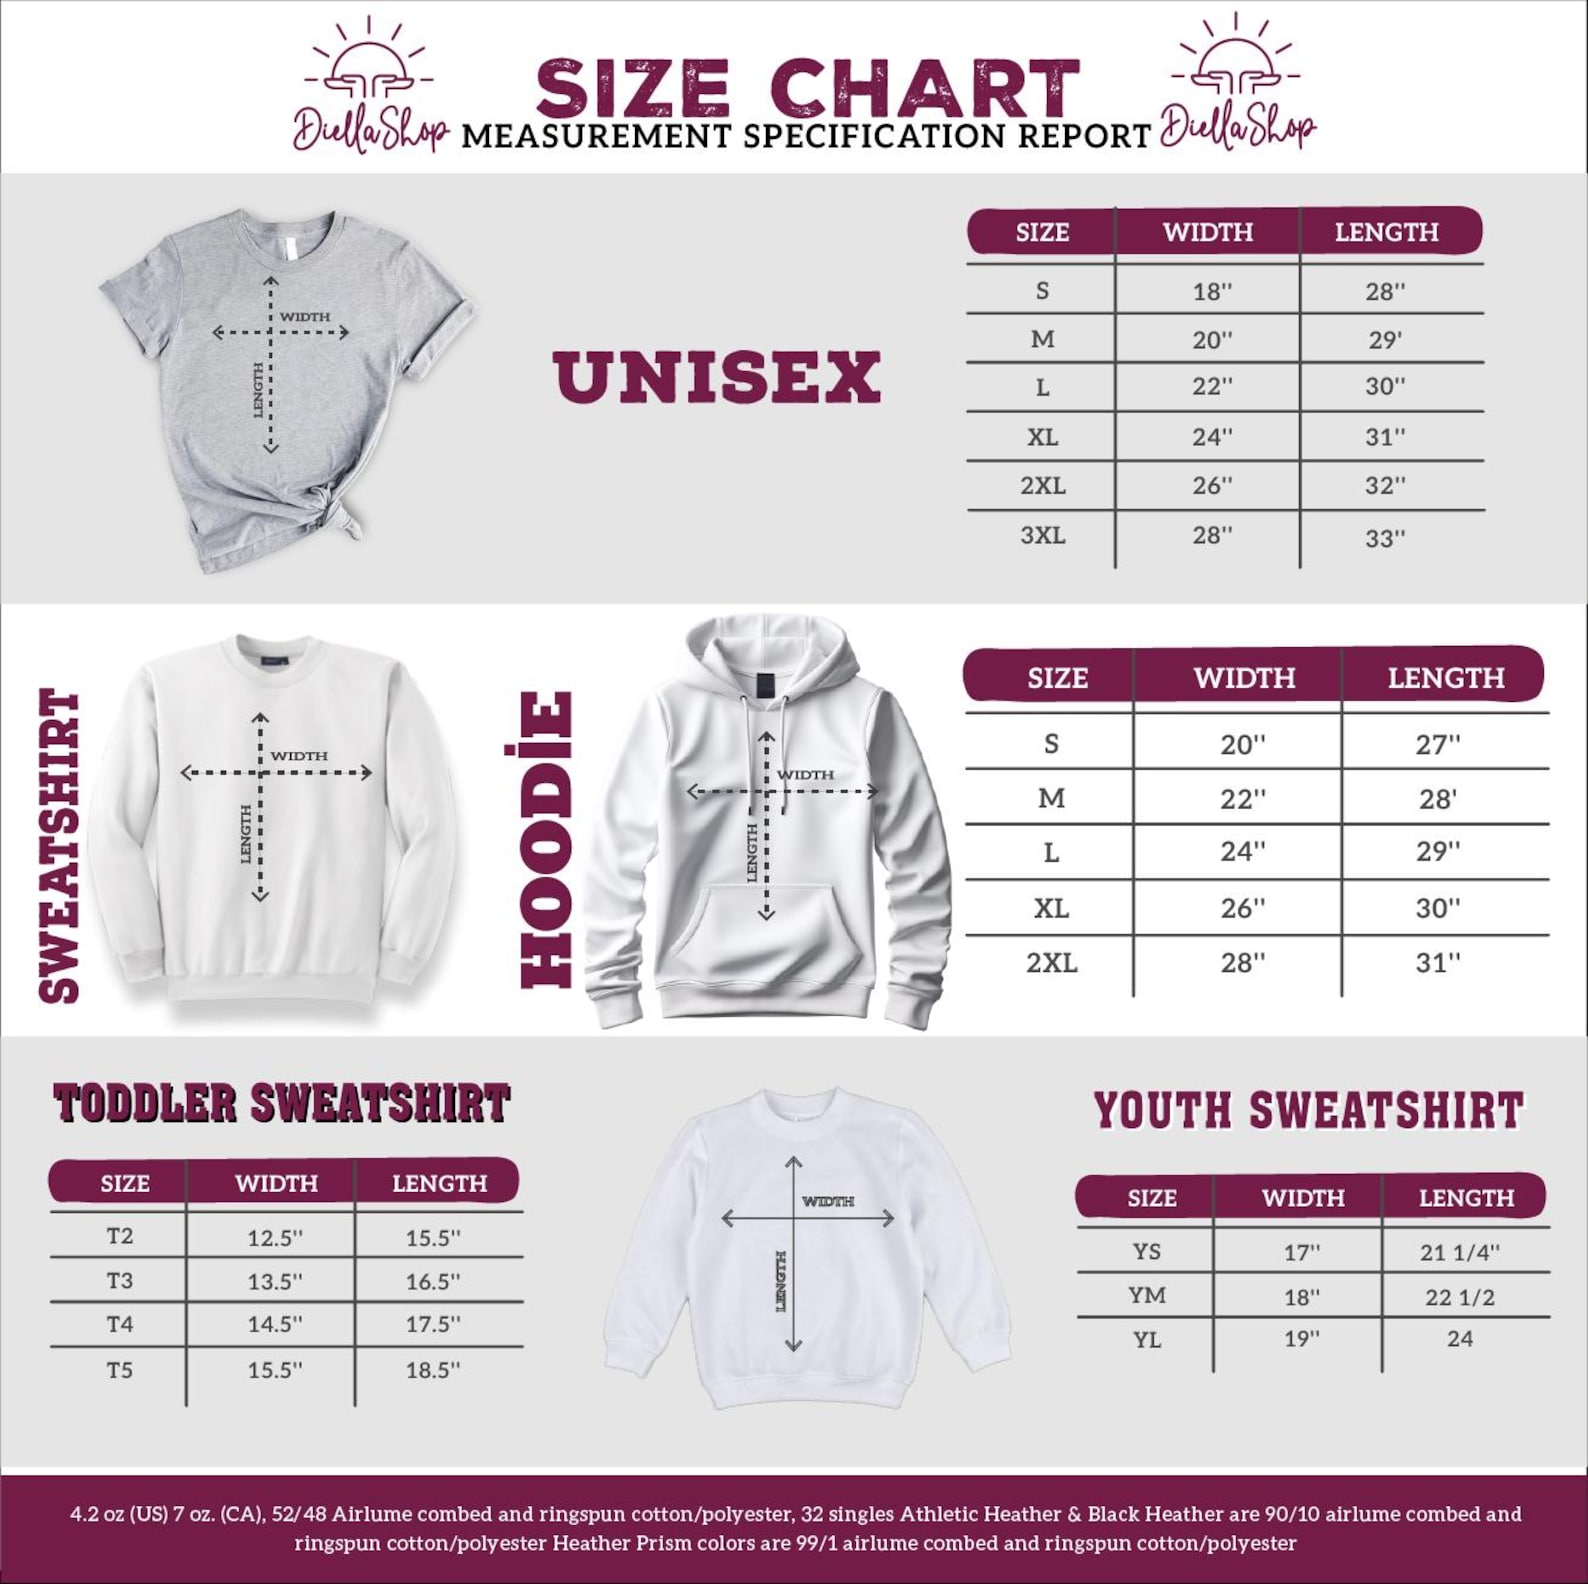 DiellaShop
SIZE CHART
MEASUREMENT SPECIFICATION REPORT
DiellaShop
WIDTH
LENGTH
UNISEX
SIZE WIDTH LENGTH
S 18'' 28''
M 20'' 29'
L 22'' 30''
XL 24'' 31''
2XL 26'' 32''
3XL 28'' 33''
SWEATSHIRT
WIDTH
LENGTH
HOODİE
WIDTH
LENGTH
SIZE WIDTH LENGTH
S 20'' 27''
M 22'' 28'
L 24'' 29''
XL 26'' 30''
2XL 28'' 31''
TODDLER SWEATSHIRT
SIZE WIDTH LENGTH
T2 12.5'' 15.5''
T3 13.5'' 16.5''
T4 14.5'' 17.5''
T5 15.5'' 18.5''
WIDTH
LENGTH
YOUTH SWEATSHIRT
SIZE WIDTH LENGTH
YS 17'' 21 1/4''
YM 18'' 22 1/2
YL 19'' 24
4.2 oz (US) 7 oz. (CA), 52/48 Airlume combed and ringspun cotton/polyester, 32 singles Athletic Heather & Black Heather are 90/10 airlume combed and
ringspun cotton/polyester Heather Prism colors are 99/1 airlume combed and ringspun cotton/polyester